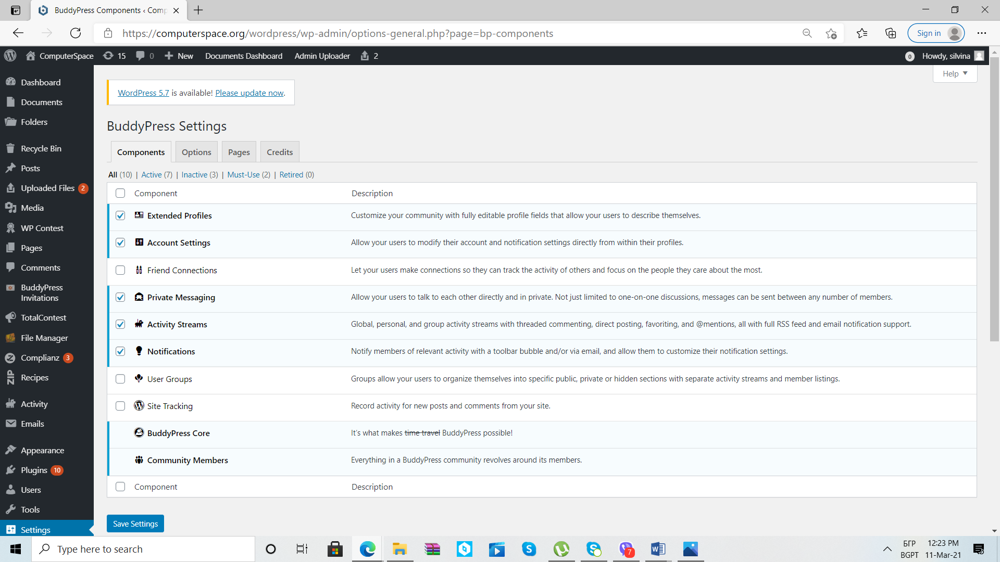 BuddyPress Components ‹ Comp
https://computerspace.org/wordpress/wp-admin/options-general.php?page=bp-components
Sign in
ComputerSpace 15 0 New Documents Dashboard Admin Uploader 2
0 Howdy, silvina
Help
Dashboard
Documents
Folders
Recycle Bin
Posts
Uploaded Files 2
Media
WP Contest
Pages
Comments
BuddyPress
Invitations
TotalContest
File Manager
Complianz 3
Recipes
Activity
Emails
Appearance
Plugins 10
Users
Tools
Settings
WordPress 5.7 is available! Please update now.
BuddyPress Settings
Components Options Pages Credits
All (10) | Active (7) | Inactive (3) | Must-Use (2) | Retired (0)
Component Description
Extended Profiles Customize your community with fully editable profile fields that allow your users to describe themselves.
Account Settings Allow your users to modify their account and notification settings directly from within their profiles.
Friend Connections Let your users make connections so they can track the activity of others and focus on the people they care about the most.
Private Messaging Allow your users to talk to each other directly and in private. Not just limited to one-on-one discussions, messages can be sent between any number of members.
Activity Streams Global, personal, and group activity streams with threaded commenting, direct posting, favoriting, and @mentions, all with full RSS feed and email notification support.
Notifications Notify members of relevant activity with a toolbar bubble and/or via email, and allow them to customize their notification settings.
User Groups Groups allow your users to organize themselves into specific public, private or hidden sections with separate activity streams and member listings.
Site Tracking Record activity for new posts and comments from your site.
BuddyPress Core It's what makes time travel BuddyPress possible!
Community Members Everything in a BuddyPress community revolves around its members.
Component Description
Save Settings
Type here to search
7
БГР 12:23 PM
BGPT 11-Mar-21
3